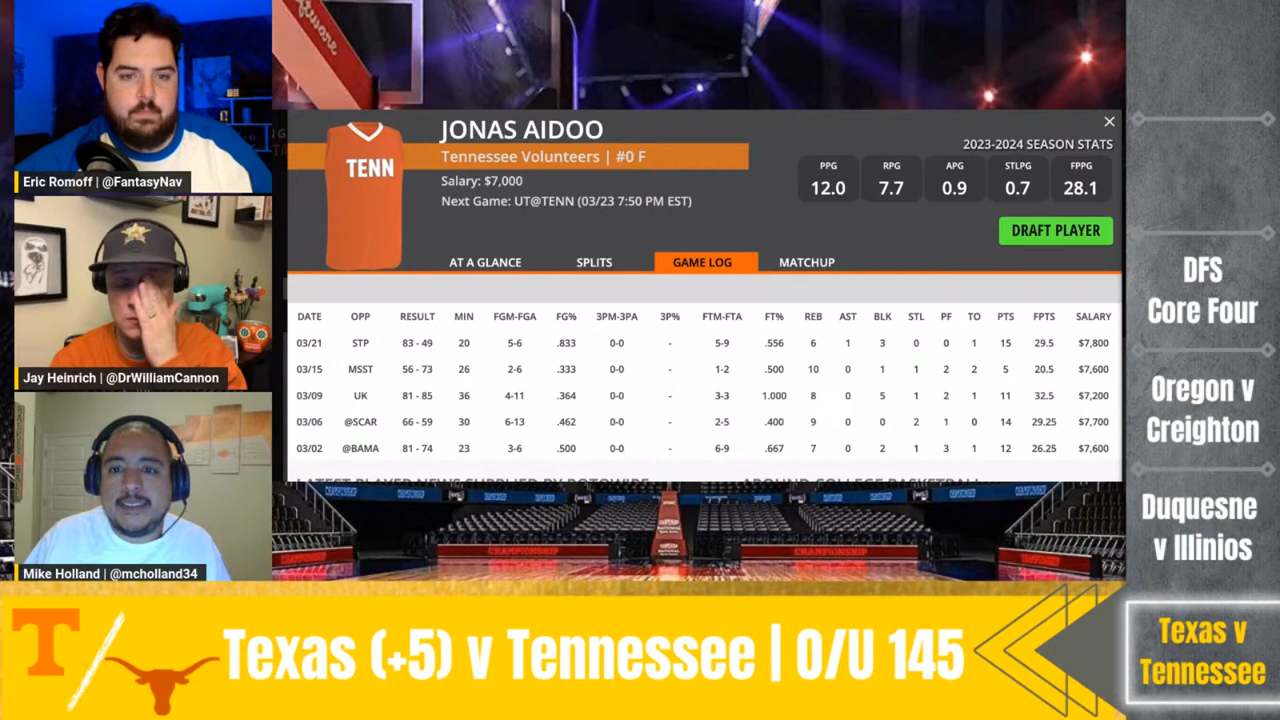 Eric Romoff | @FantasyNav
Jay Heinrich | @DrWilliamCannon
Mike Holland | @mcholland34
JONAS AIDOO
Tennessee Volunteers | #0 F
Salary: $7,000
Next Game: UT@TENN (03/23 7:50 PM EST)
TENN
2023-2024 SEASON STATS
PPG RPG APG STLPG FPPG
12.0 7.7 0.9 0.7 28.1
DRAFT PLAYER
AT A GLANCE SPLITS GAME LOG MATCHUP
DATE OPP RESULT MIN FGM-FGA FG% 3PM-3PA 3P% FTM-FTA FT% REB AST BLK STL PF TO PTS FPTS SALARY
03/21 STP 83 - 49 20 5-6 .833 0-0 - 5-9 .556 6 1 3 0 0 1 15 29.5 $7,800
03/15 MSST 56 - 73 26 2-6 .333 0-0 - 1-2 .500 10 0 1 1 2 2 5 20.5 $7,600
03/09 UK 81 - 85 36 4-11 .364 0-0 - 3-3 1.000 8 0 5 1 2 1 11 32.5 $7,200
03/06 @SCAR 66 - 59 30 6-13 .462 0-0 - 2-5 .400 9 0 0 2 1 0 14 29.25 $7,700
03/02 @BAMA 81 - 74 23 3-6 .500 0-0 - 6-9 .667 7 0 2 1 3 1 12 26.25 $7,600
LATEST PLAYER NEWS SUPPLIED BY ROTOWIRE AROUND COLLEGE BASKETBALL
CHAMPIONSHIP
CHAMPIONSHIP
DFS
Core Four
Oregon v
Creighton
Duquesne
v Illinios
Texas v
Tennessee
T
Texas (+5) v Tennessee | O/U 145